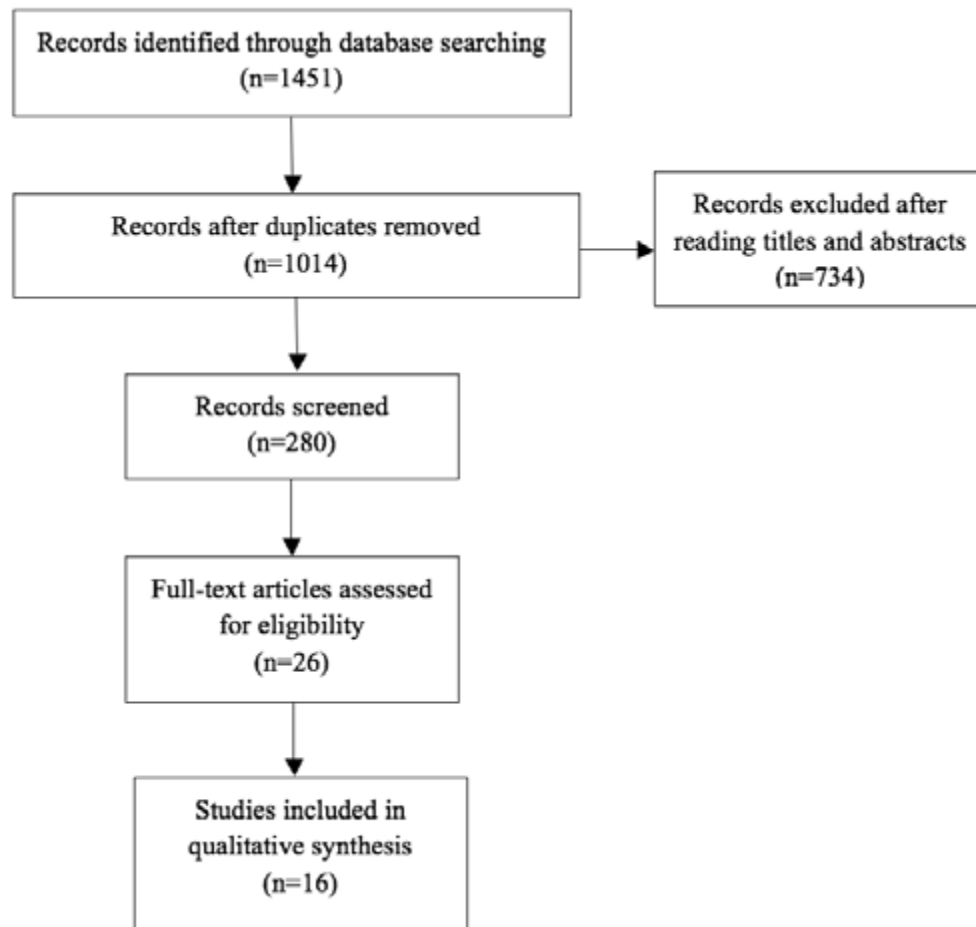 Records identified through database searching
(n=1451)
Records after duplicates removed
(n=1014)
Records excluded after
reading titles and abstracts
(n=734)
Records screened
(n=280)
Full-text articles assessed
for eligibility
(n=26)
Studies included in
qualitative synthesis
(n=16)